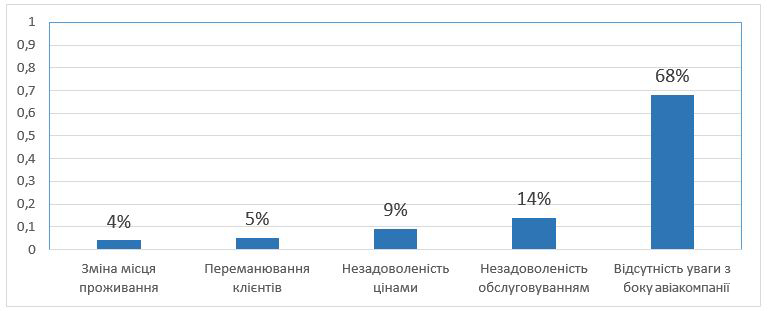 1
0,9
0,8
0,7
0,6
0,5
0,4
0,3
0,2
0,1
0
4%
5%
9%
14%
68%
Зміна місця
проживання
Переманювання
клієнтів
Незадоволеність
цінами
Незадоволеність
обслуговуванням
Відсутність уваги з
боку авіакомпанії